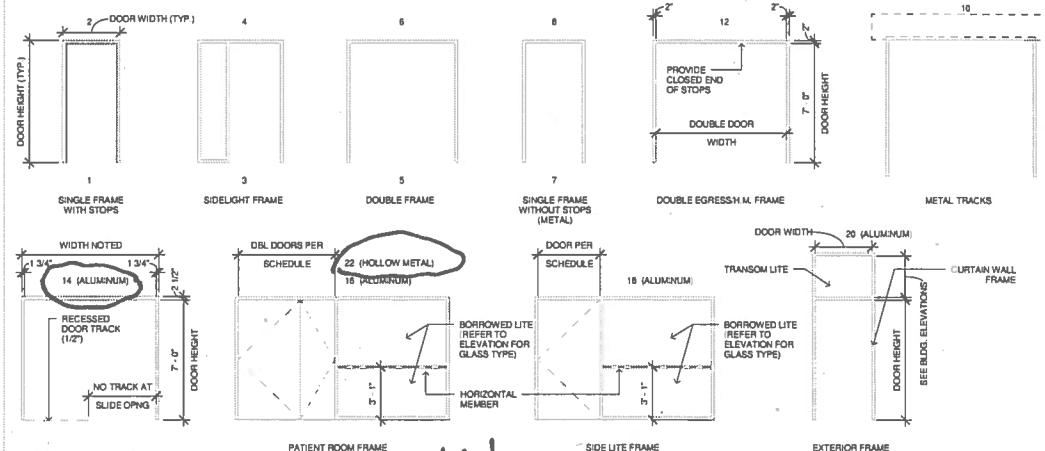 2
DOOR WIDTH (TYP.)
4
6
8
2"
2"
12
2"
10
DOOR HEIGHT (TYP.)
PROVIDE
CLOSED END
OF STOPS
DOUBLE DOOR
WIDTH
7'-0"
DOOR HEIGHT
1
3
5
7
SINGLE FRAME
WITH STOPS
SIDELIGHT FRAME
DOUBLE FRAME
SINGLE FRAME
WITHOUT STOPS
(METAL)
DOUBLE EGRESS/H.M. FRAME
METAL TRACKS
WIDTH NOTED
1 3/4"
1 3/4"
14 (ALUMINUM)
2 1/2"
RECESSED
DOOR TRACK
(1/2")
7'-0"
DOOR HEIGHT
NO TRACK AT
SLIDE OPNG
DBL DOORS PER
SCHEDULE
22 (HOLLOW METAL)
16 (ALUMINUM)
BORROWED LITE
(REFER TO
ELEVATION FOR
GLASS TYPE)
HORIZONTAL
MEMBER
3'-1"
PATIENT ROOM FRAME
DOOR PER
SCHEDULE
18 (ALUMINUM)
BORROWED LITE
(REFER TO
ELEVATION FOR
GLASS TYPE)
3'-1"
SIDE LITE FRAME
DOOR WIDTH
20 (ALUMINUM)
TRANSOM LITE
CURTAIN WALL
FRAME
DOOR HEIGHT
SEE BLDG. ELEVATIONS
EXTERIOR FRAME